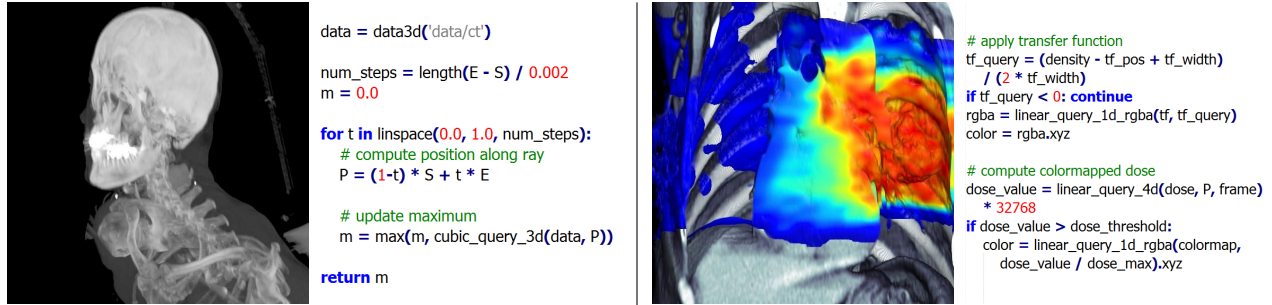 data = data3d('data/ct')
num_steps = length(E - S) / 0.002
m = 0.0
for t in linspace(0.0, 1.0, num_steps):
# compute position along ray
P = (1-t) * S + t * E
# update maximum
m = max(m, cubic_query_3d(data, P))
return m
# apply transfer function
tf_query = (density - tf_pos + tf_width)
/ (2 * tf_width)
if tf_query < 0: continue
rgba = linear_query_1d_rgba(tf, tf_query)
color = rgba.xyz
# compute colormapped dose
dose_value = linear_query_4d(dose, P, frame)
* 32768
if dose_value > dose_threshold:
color = linear_query_1d_rgba(colormap,
dose_value / dose_max).xyz